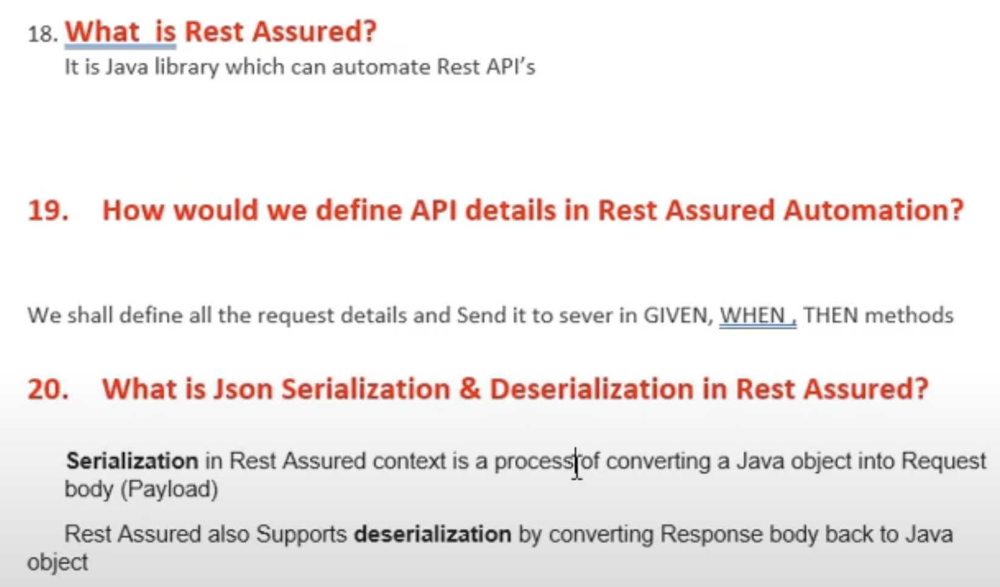 18. What is Rest Assured?
It is Java library which can automate Rest API's
19. How would we define API details in Rest Assured Automation?
We shall define all the request details and Send it to sever in GIVEN, WHEN , THEN methods
20. What is Json Serialization & Deserialization in Rest Assured?
Serialization in Rest Assured context is a process of converting a Java object into Request
body (Payload)
Rest Assured also Supports deserialization by converting Response body back to Java
object